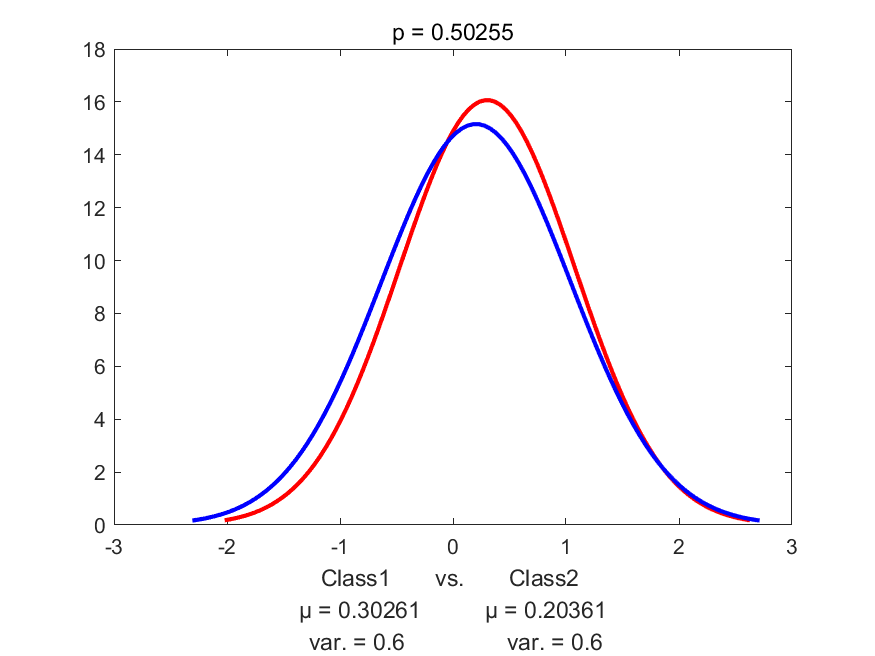 p = 0.50255
18
16
14
12
10
8
6
4
2
0
-3 -2 -1 0 1 2 3
Class1 vs. Class2
μ = 0.30261 μ = 0.20361
var. = 0.6 var. = 0.6